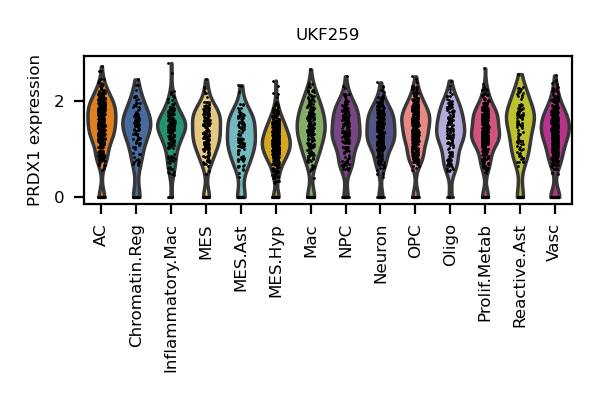 UKF259
PRDX1 expression
2
0
AC
Chromatin.Reg
Inflammatory.Mac
MES
MES.Ast
MES.Hyp
Mac
NPC
Neuron
OPC
Oligo
Prolif.Metab
Reactive.Ast
Vasc